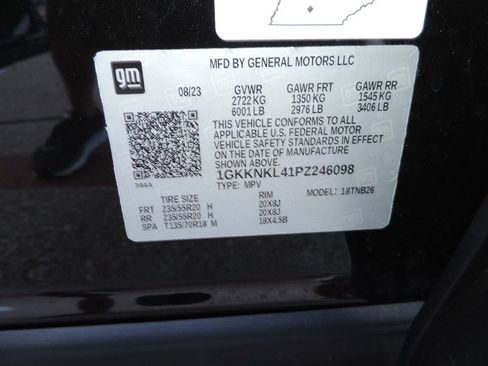 MFD BY GENERAL MOTORS LLC
gm
08/23 GVWR GAWR FRT GAWR RR
2722 KG 1350 KG 1545 KG
6001 LB 2976 LB 3406 LB
THIS VEHICLE CONFORMS TO ALL
APPLICABLE U.S. FEDERAL MOTOR
VEHICLE SAFETY STANDARDS IN EFFECT
ON THE DATE OF MANUFACTURE
SHOWN ABOVE.
1GKKNKL41PZ246098
TYPE: MPV MODEL: 18TNB26
384A
TIRE SIZE RIM
FRT 235/55R20 H 20X8J
RR 235/55R20 H 20X8J
SPA T135/70R18 M 18X4.5B